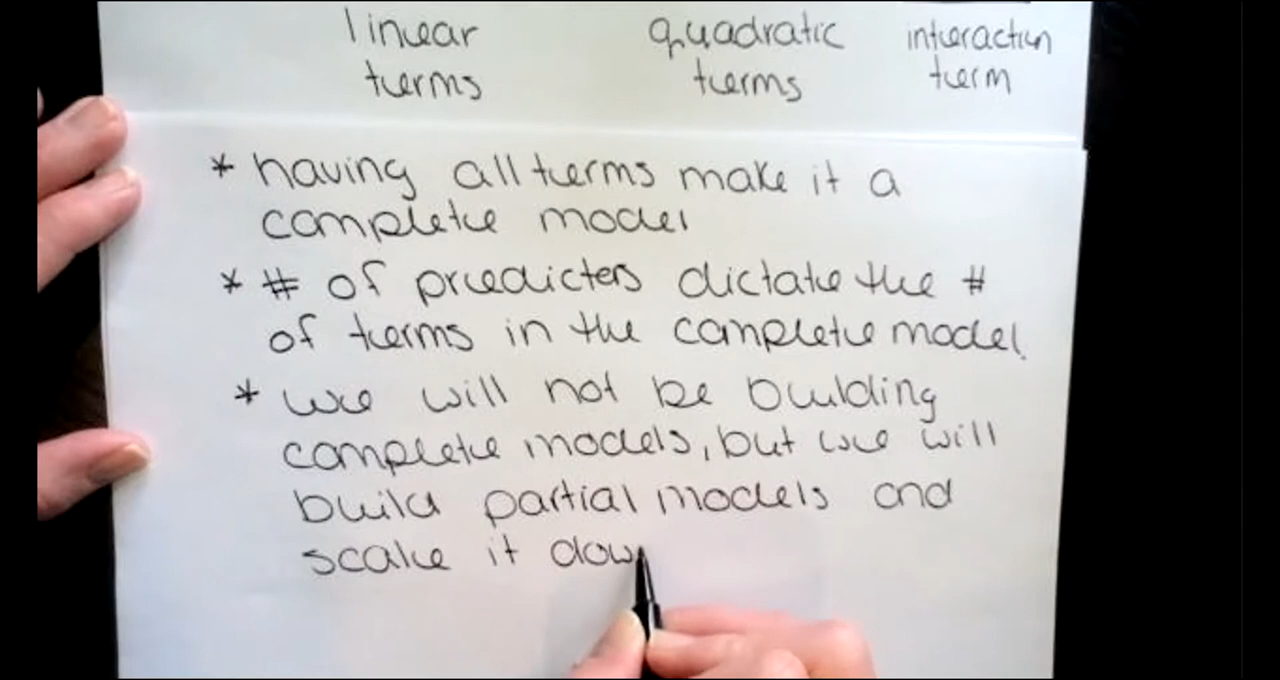 linear quadratic interaction
terms terms term
* having all terms make it a
complete model
* # of predicters dictate the #
of terms in the complete model.
* we will not be building
complete models, but we will
build partial models and
scale it dow